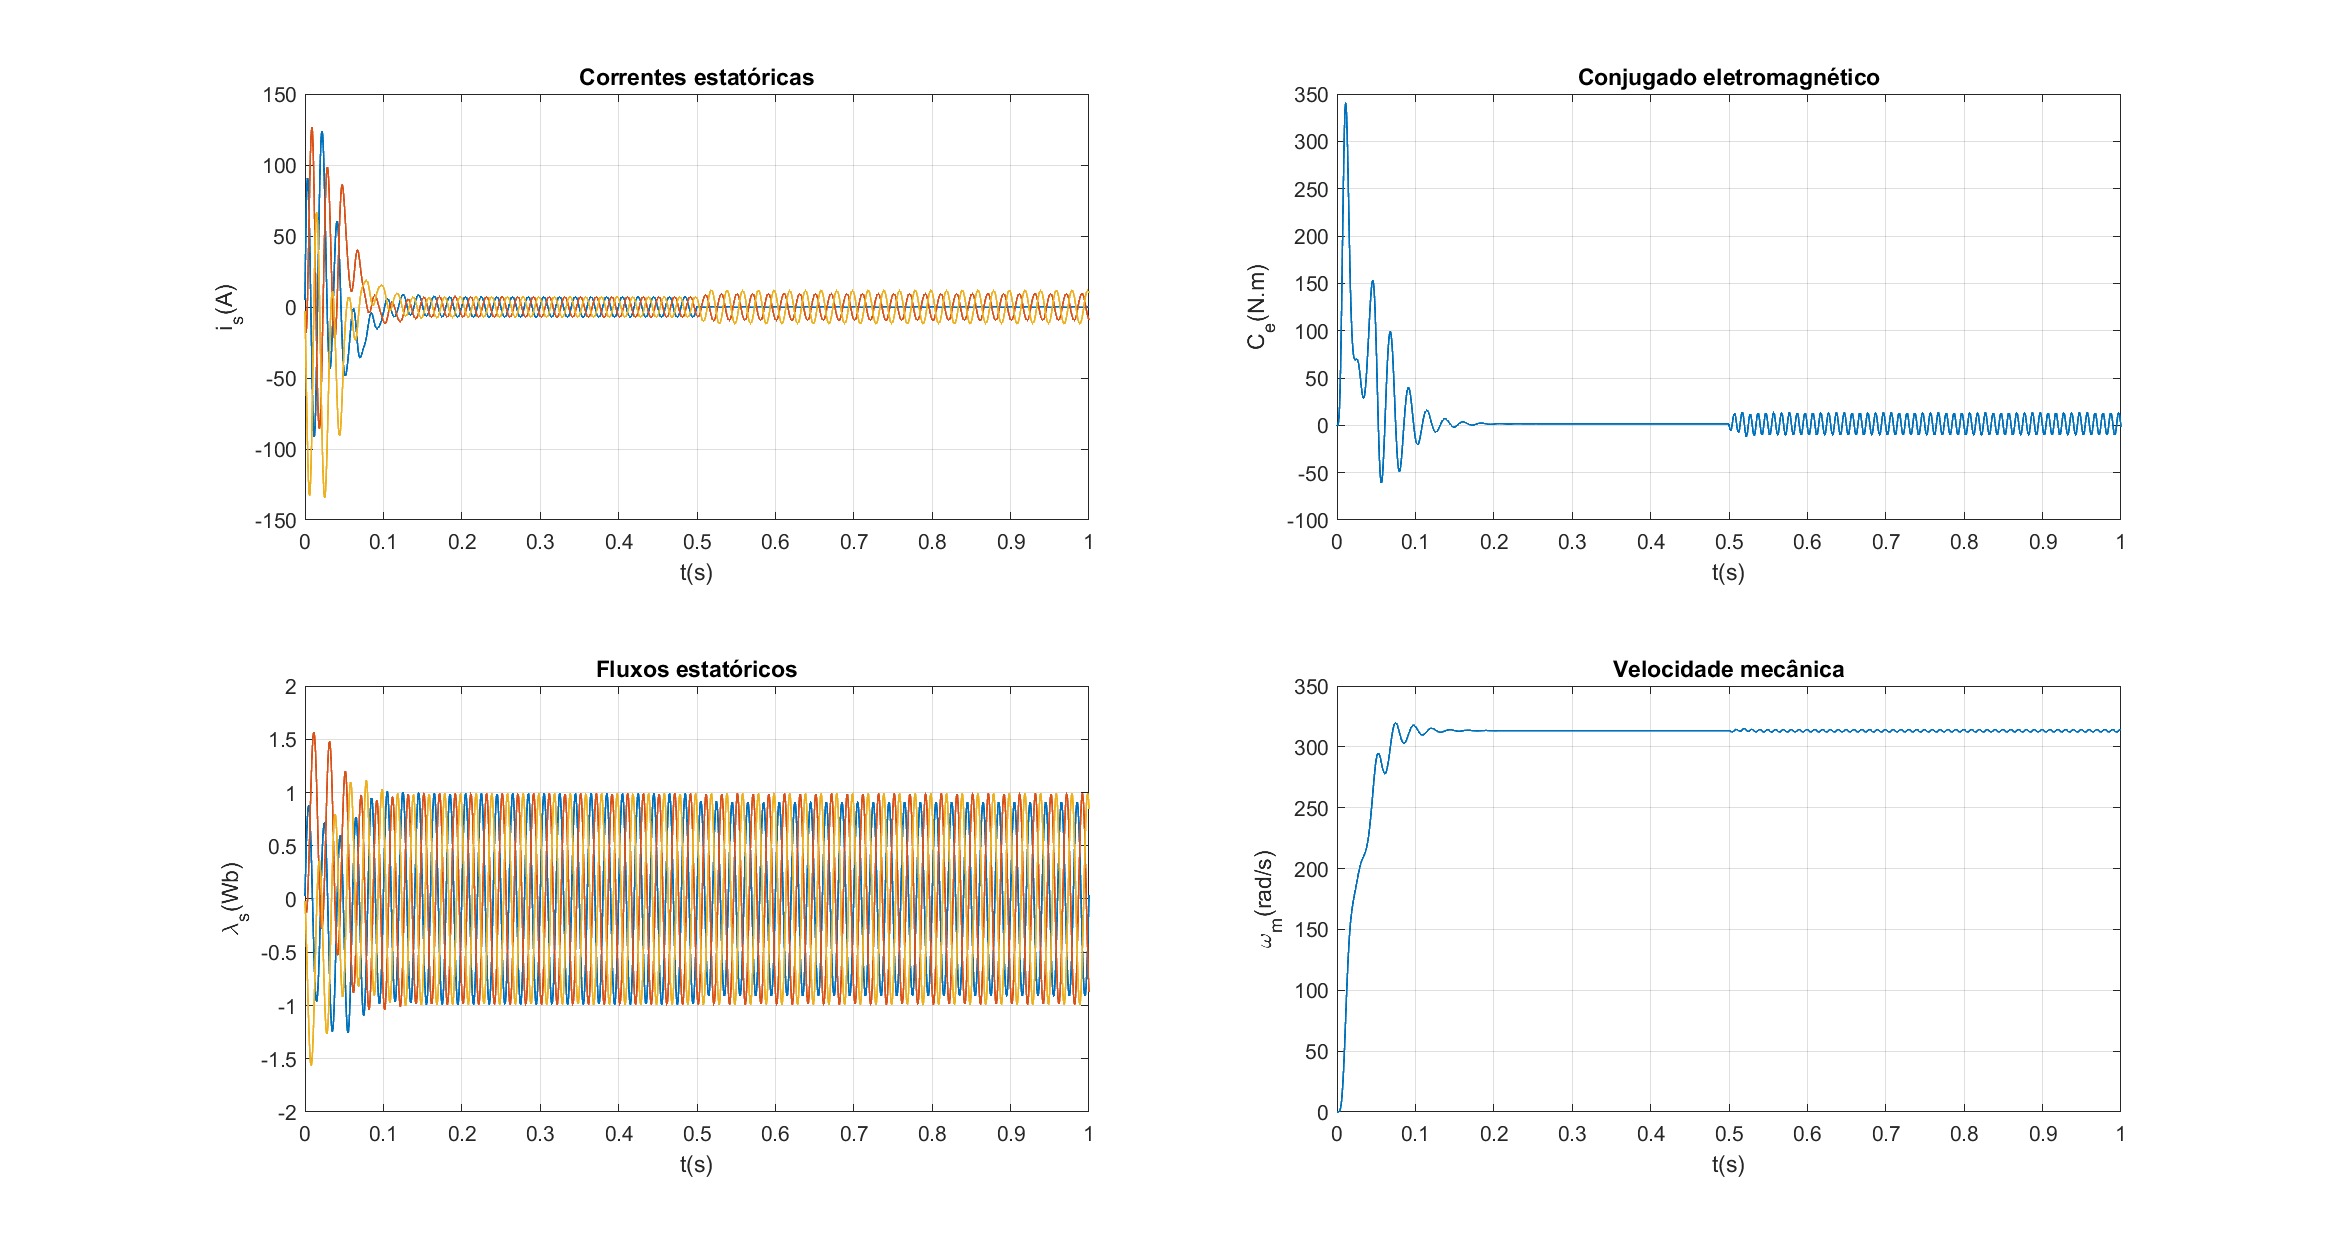 Correntes estatóricas
150
100
50
0
-50
-100
-150
i_s(A)
0 0.1 0.2 0.3 0.4 0.5 0.6 0.7 0.8 0.9 1
t(s)
Conjugado eletromagnético
350
300
250
200
150
100
50
0
-50
-100
C_e(N.m)
0 0.1 0.2 0.3 0.4 0.5 0.6 0.7 0.8 0.9 1
t(s)
Fluxos estatóricos
2
1.5
1
0.5
0
-0.5
-1
-1.5
-2
λ_s(Wb)
0 0.1 0.2 0.3 0.4 0.5 0.6 0.7 0.8 0.9 1
t(s)
Velocidade mecânica
350
300
250
200
150
100
50
0
ω_m(rad/s)
0 0.1 0.2 0.3 0.4 0.5 0.6 0.7 0.8 0.9 1
t(s)